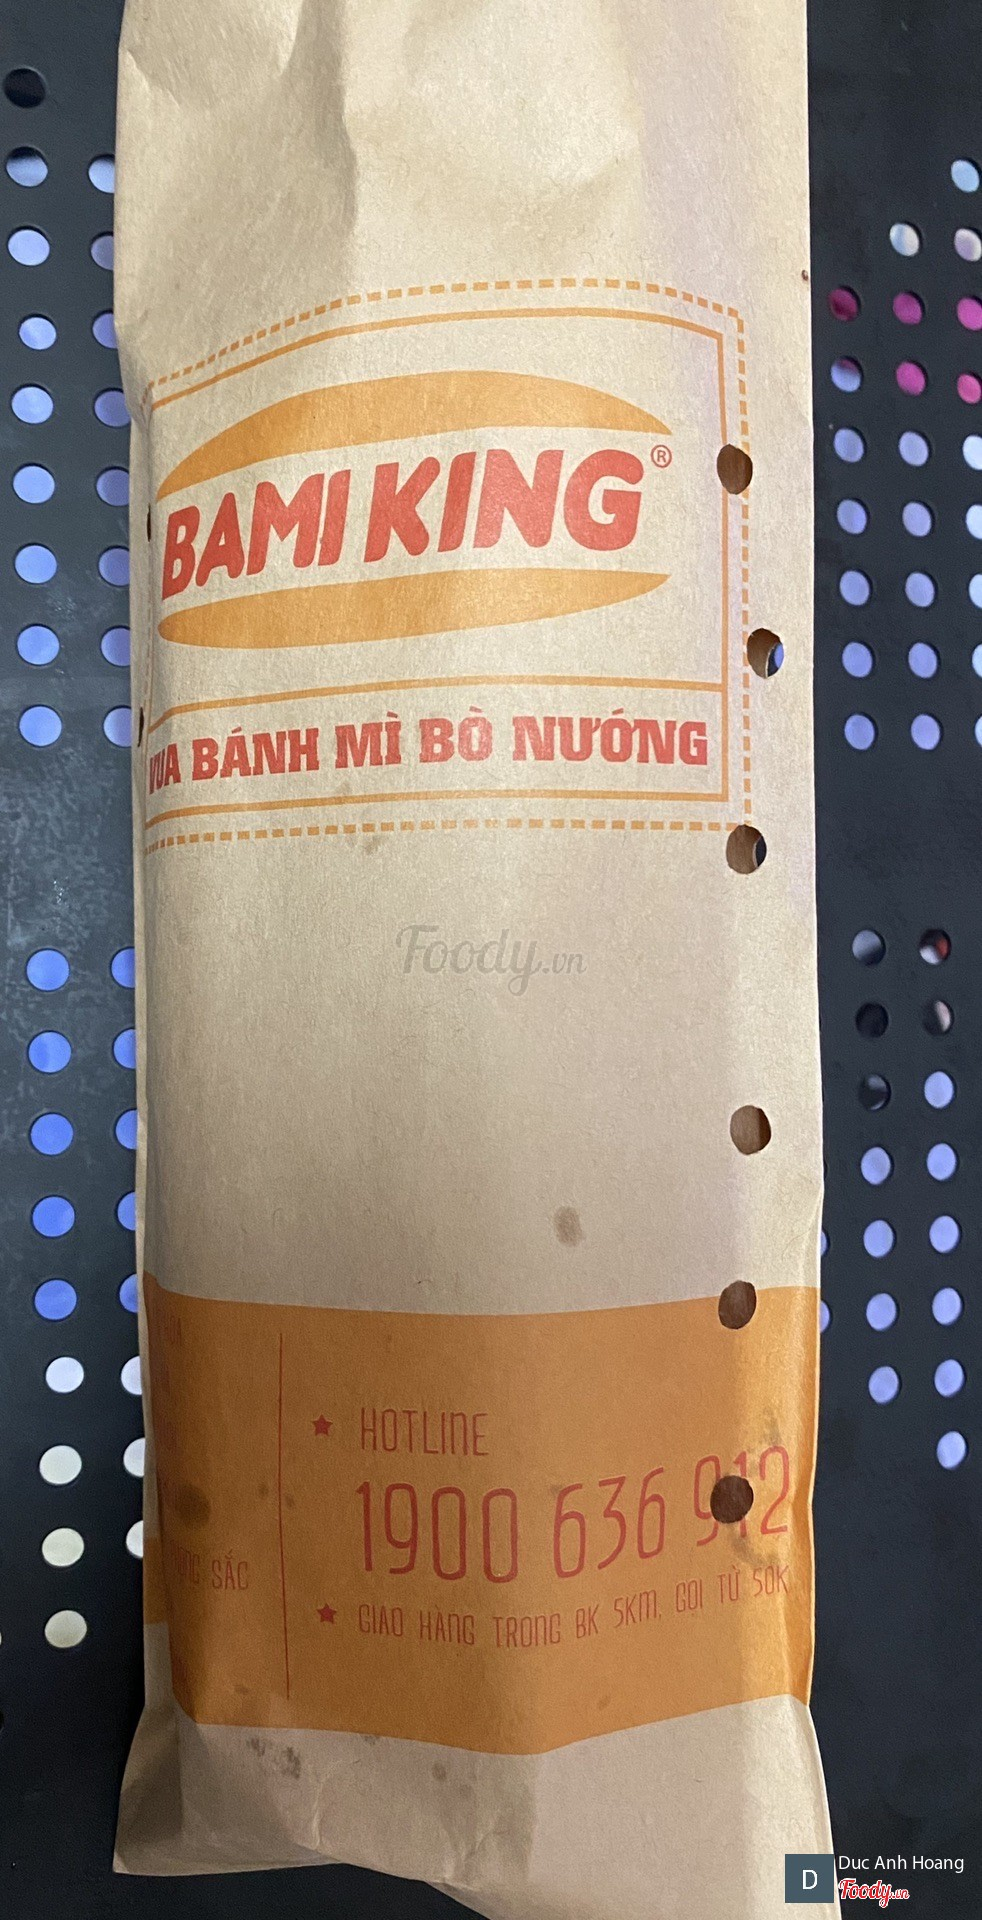 BAMI KING®
VUA BÁNH MÌ BÒ NƯỚNG
Foody.vn
★ HOTLINE
1900 636 912
SẮC
★ GIAO HÀNG TRONG BK 5KM, GỌI TỪ 50K
D Duc Anh Hoang
Foody.vn